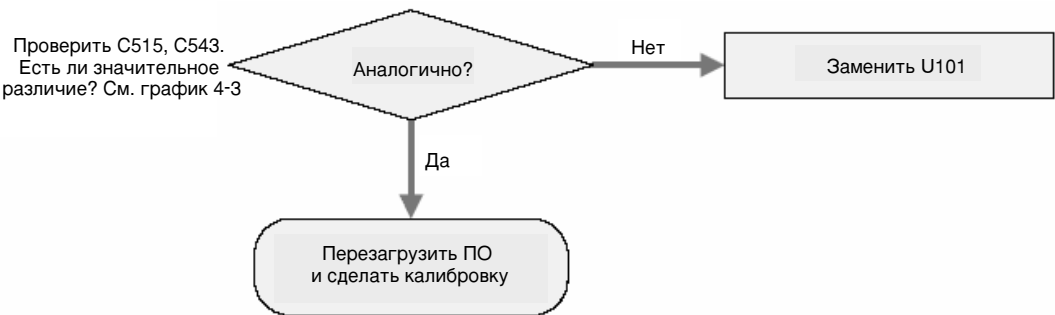 Проверить C515, C543.
Есть ли значительное
различие? См. график 4-3
Аналогично?
Нет
Заменить U101
Да
Перезагрузить ПО
и сделать калибровку